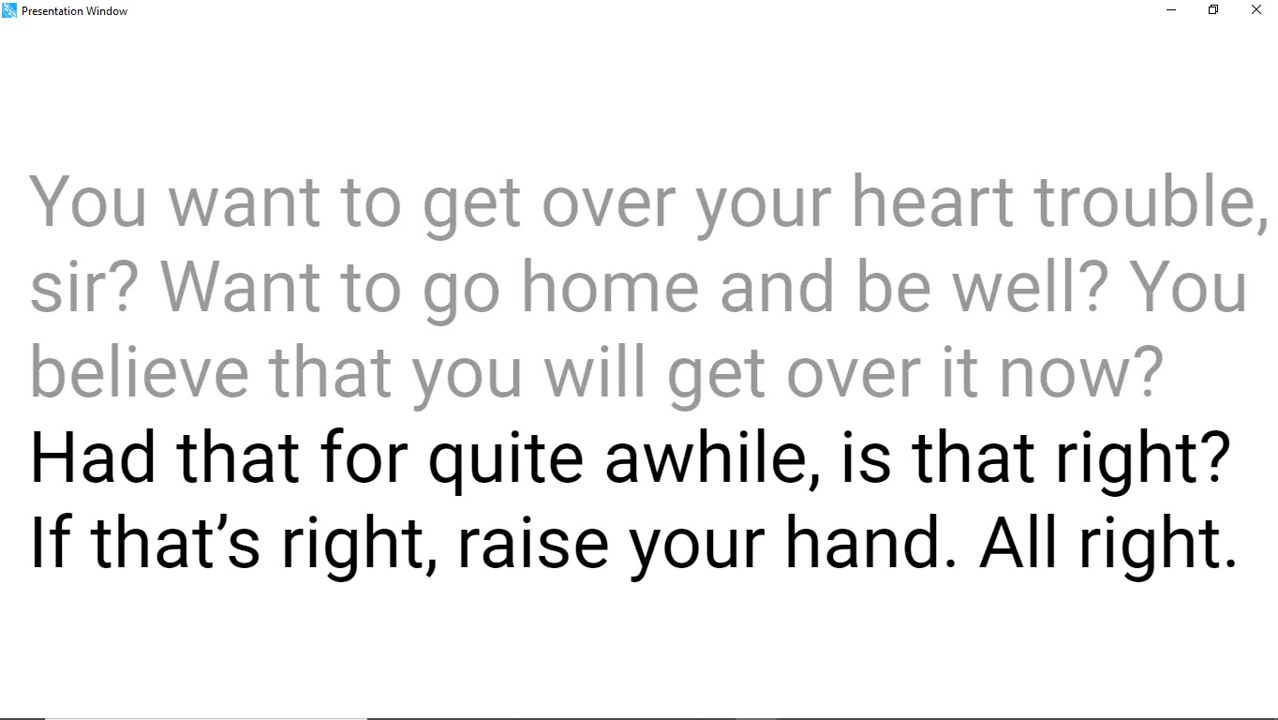 Presentation Window
You want to get over your heart trouble,
sir? Want to go home and be well? You
believe that you will get over it now?
Had that for quite awhile, is that right?
If that’s right, raise your hand. All right.